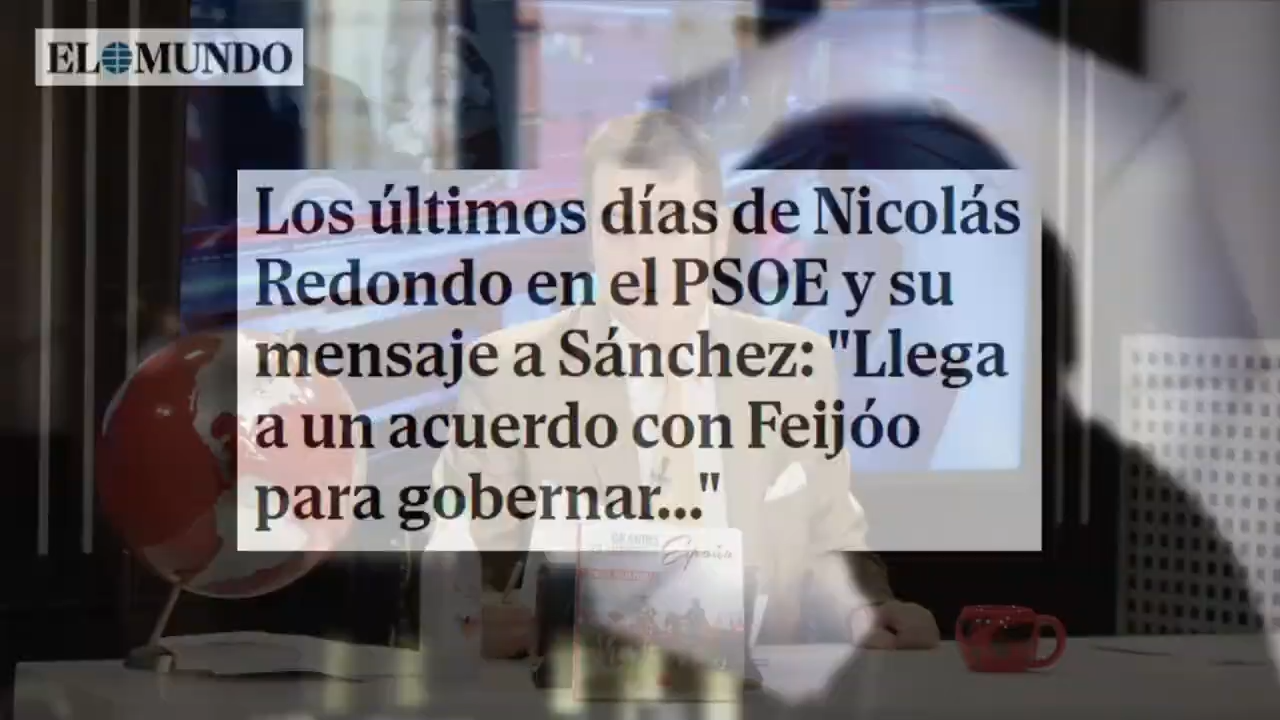 EL MUNDO
Los últimos días de Nicolás
Redondo en el PSOE y su
mensaje a Sánchez: "Llega
a un acuerdo con Feijóo
para gobernar..."
España